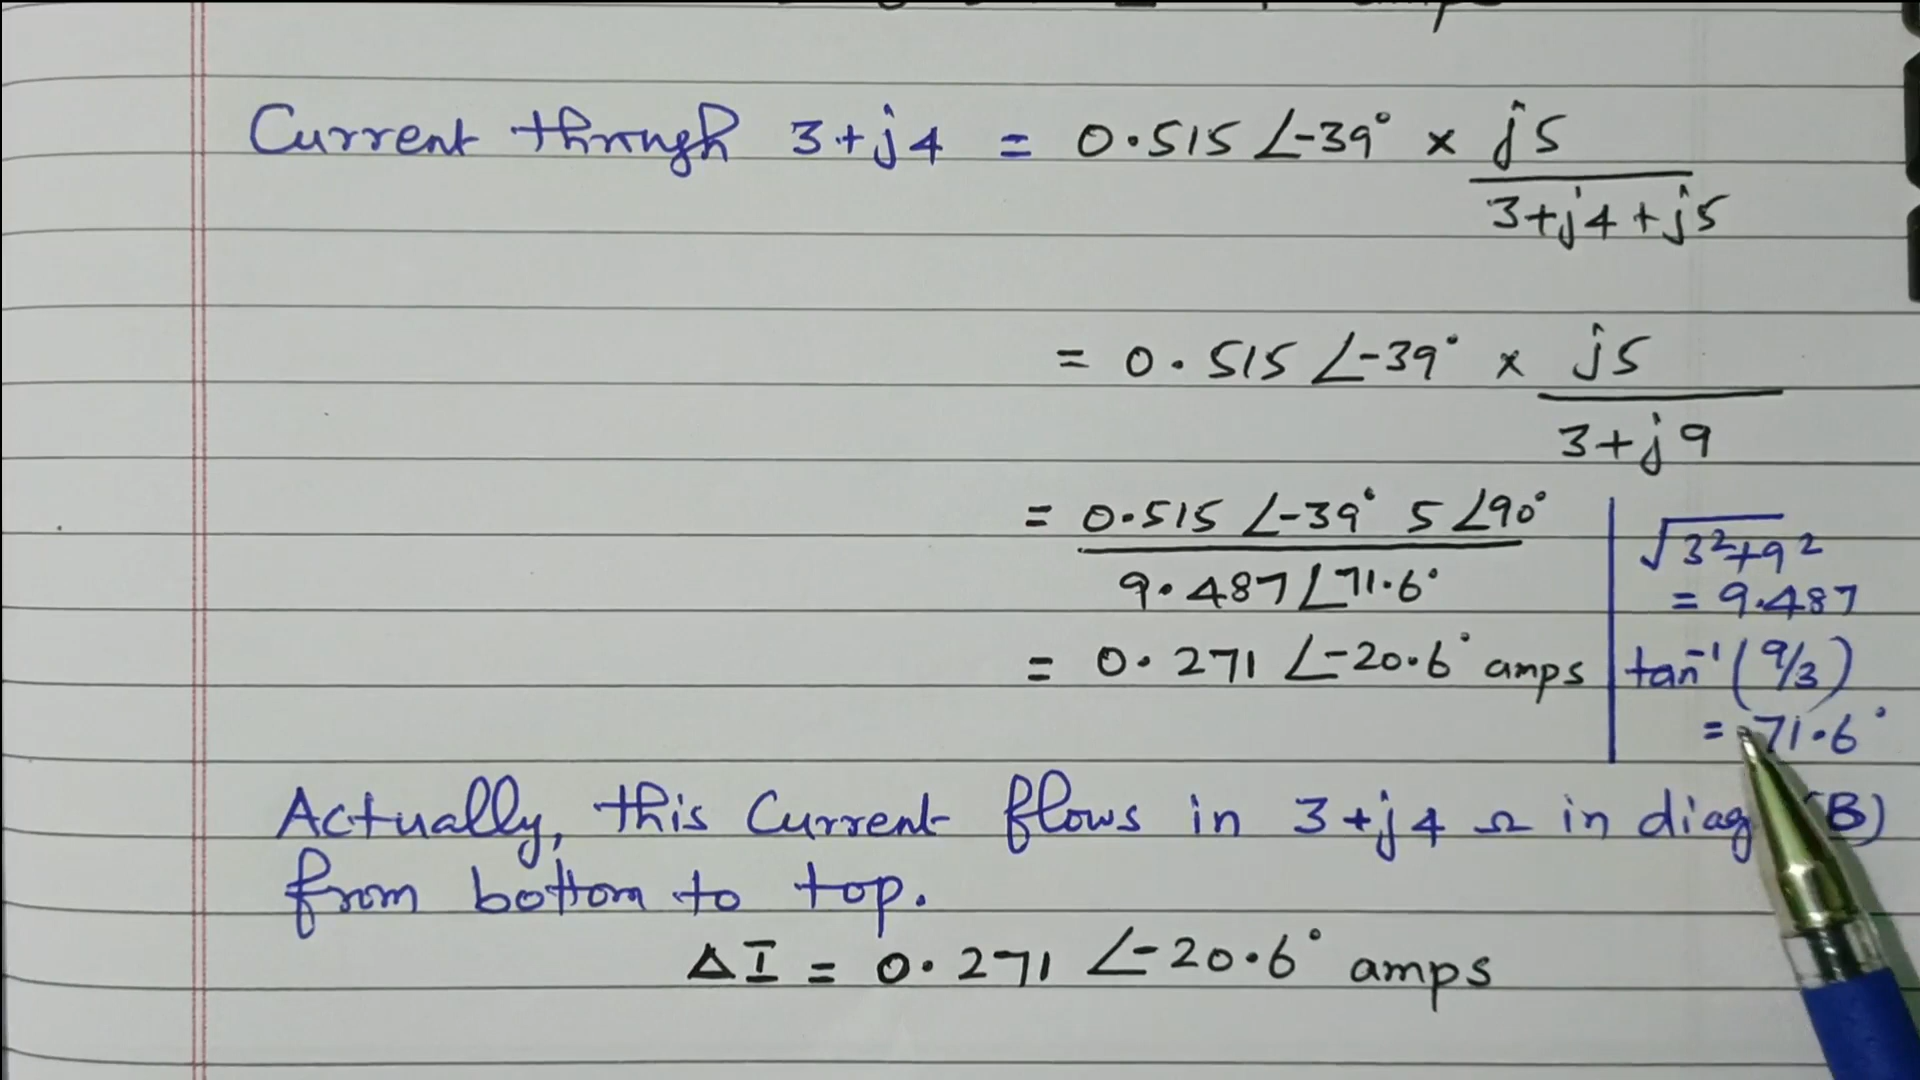 amps
Current through 3+j4 = 0.515 ∠-39° × j5 / 3+j4+j5
= 0.515 ∠-39° × j5 / 3+j9
= 0.515 ∠-39° 5 ∠90° / 9.487 ∠71.6°
√3²+9²
= 9.487
= 0.271 ∠-20.6° amps
tan⁻¹(9/3)
= 71.6°
Actually, this Current flows in 3+j4 Ω in diag (B)
from bottom to top.
ΔI = 0.271 ∠-20.6° amps